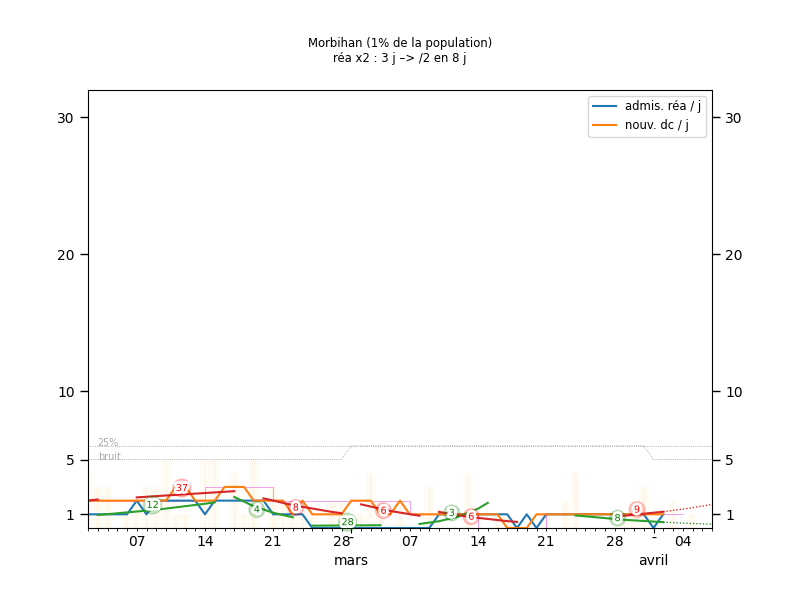 Morbihan (1% de la population)
réa x2 : 3 j –> /2 en 8 j
admis. réa / j
nouv. dc / j
30 30
20 20
10 10
25%
5 bruit 5
37
12
4 8
28
6
3 6
8 9
1 1
07 14 21 28 - 07 14 21 28 - 04
mars avril